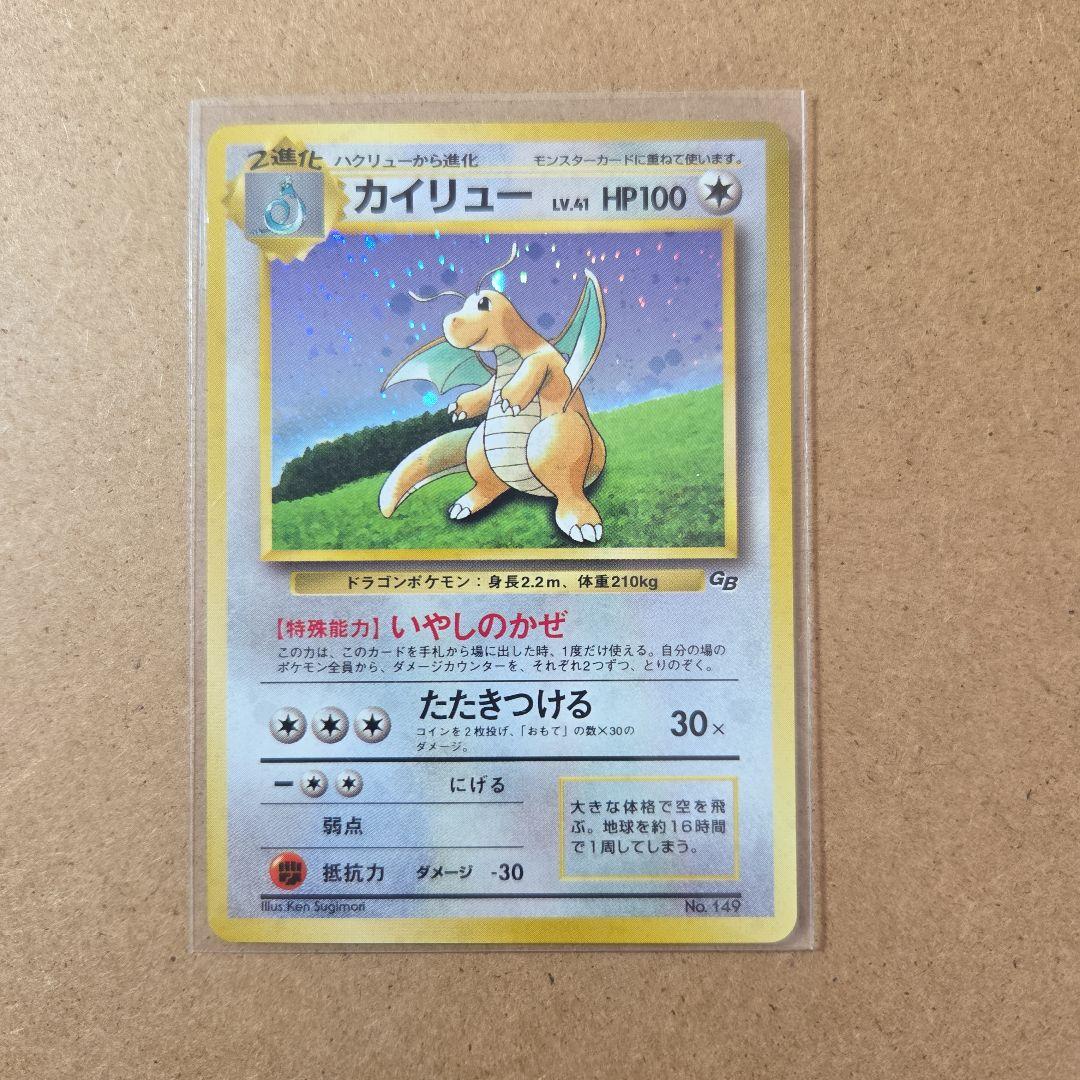 2進化 ハクリューから進化 モンスターカードに重ねて使います。
カイリュー LV.41 HP100
ドラゴンポケモン：身長2.2m、体重210kg GB
【特殊能力】いやしのかぜ
この力は、このカードを手札から場に出した時、1度だけ使える。自分の場の
ポケモン全員から、ダメージカウンターを、それぞれ2つずつ、とりのぞく。
たたきつける 30×
コインを2枚投げ、「おもて」の数×30の
ダメージ。
ー にげる
弱点
抵抗力 ダメージ -30
大きな体格で空を飛
ぶ。地球を約16時間
で1周してしまう。
Illus.Ken Sugimori No. 149